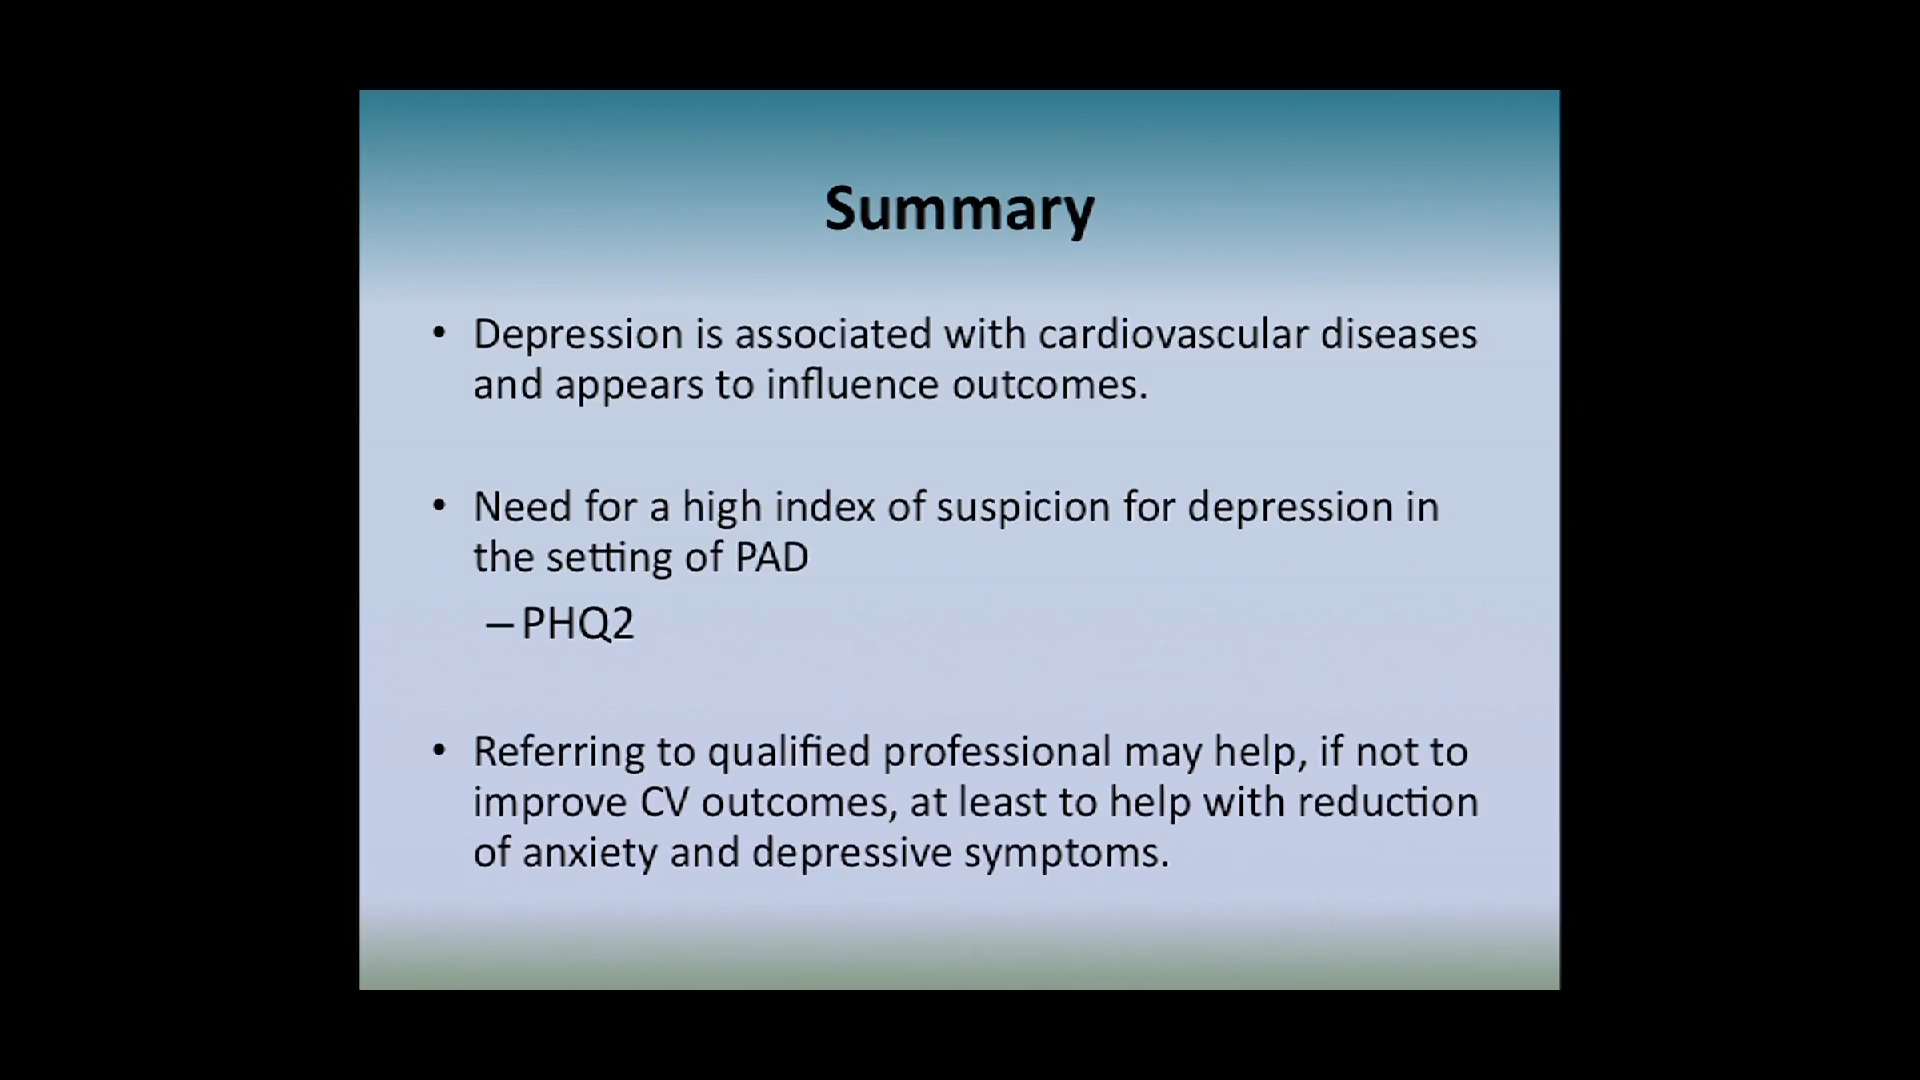 Summary
• Depression is associated with cardiovascular diseases
and appears to influence outcomes.
• Need for a high index of suspicion for depression in
the setting of PAD
– PHQ2
• Referring to qualified professional may help, if not to
improve CV outcomes, at least to help with reduction
of anxiety and depressive symptoms.